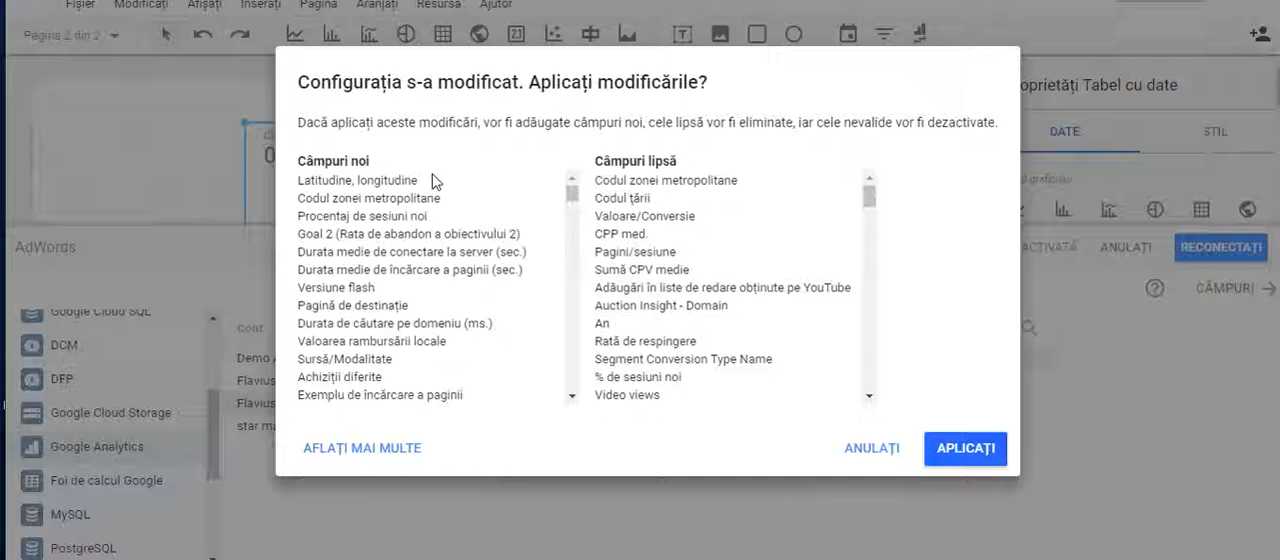 Fișier Modificați Afișați Inserați Pagina Aranjați Resursă Ajutor
Pagina 2 din 2
Configurația s-a modificat. Aplicați modificările?
Dacă aplicați aceste modificări, vor fi adăugate câmpuri noi, cele lipsă vor fi eliminate, iar cele nevalide vor fi dezactivate.
Câmpuri noi
Latitudine, longitudine
Codul zonei metropolitane
Procentaj de sesiuni noi
Goal 2 (Rata de abandon a obiectivului 2)
Durata medie de conectare la server (sec.)
Durata medie de încărcare a paginii (sec.)
Versiune flash
Pagină de destinație
Durata de căutare pe domeniu (ms.)
Valoarea rambursării locale
Sursă/Modalitate
Achiziții diferite
Exemplu de încărcare a paginii
Câmpuri lipsă
Codul zonei metropolitane
Codul țării
Valoare/Conversie
CPP med.
Pagini/sesiune
Sumă CPV medie
Adăugări în liste de redare obținute pe YouTube
Auction Insight - Domain
An
Rată de respingere
Segment Conversion Type Name
% de sesiuni noi
Video views
AFLAȚI MAI MULTE
ANULAȚI
APLICAȚI
oprietăți Tabel cu date
DATE
STIL
graficului
ACTIVATĂ
ANULAȚI
RECONECTAȚI
CÂMPURI
0
AdWords
Google Cloud SQL
DCM
DFP
Google Cloud Storage
Google Analytics
Foi de calcul Google
MySQL
PostgreSQL
Cont
Demo
Flavius
Flavius
star ma